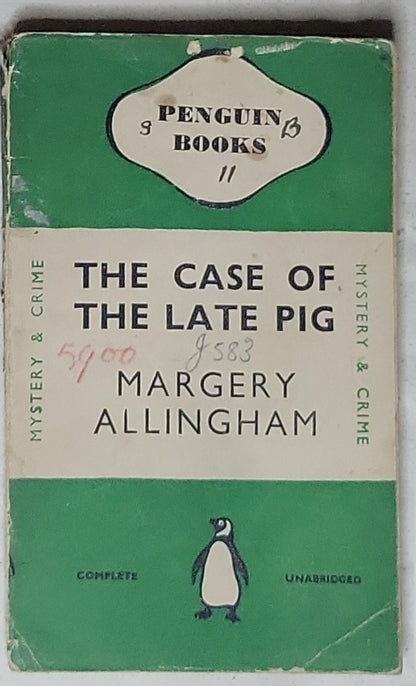 PENGUIN
BOOKS
9 B
11
MYSTERY & CRIME
THE CASE OF
THE LATE PIG
5900 J583
MARGERY
ALLINGHAM
MYSTERY & CRIME
COMPLETE
UNABRIDGED